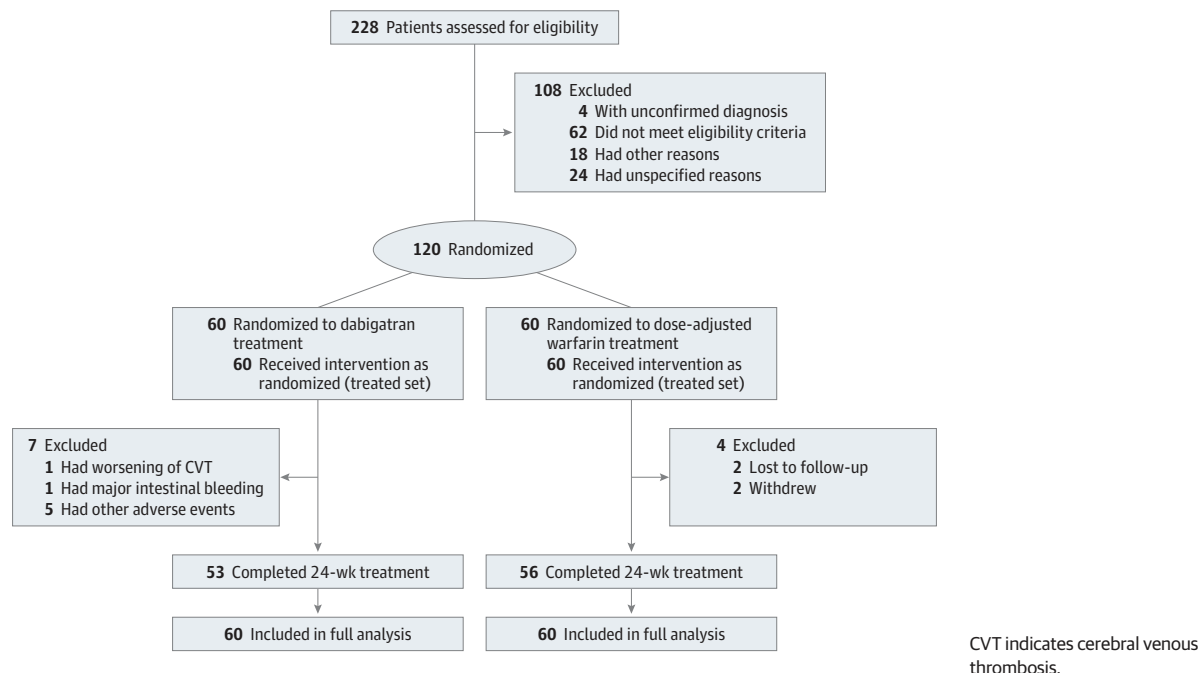 228 Patients assessed for eligibility
108 Excluded
4 With unconfirmed diagnosis
62 Did not meet eligibility criteria
18 Had other reasons
24 Had unspecified reasons
120 Randomized
60 Randomized to dabigatran
treatment
60 Received intervention as
randomized (treated set)
60 Randomized to dose-adjusted
warfarin treatment
60 Received intervention as
randomized (treated set)
7 Excluded
1 Had worsening of CVT
1 Had major intestinal bleeding
5 Had other adverse events
4 Excluded
2 Lost to follow-up
2 Withdrew
53 Completed 24-wk treatment
56 Completed 24-wk treatment
60 Included in full analysis
60 Included in full analysis
CVT indicates cerebral venous
thrombosis.